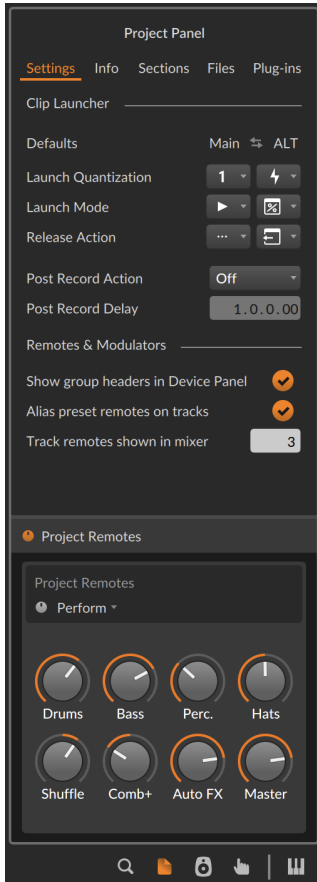 Project Panel
Settings Info Sections Files Plug-ins
Clip Launcher
Defaults Main ALT
Launch Quantization 1
Launch Mode
Release Action ...
Post Record Action Off
Post Record Delay 1.0.0.00
Remotes & Modulators
Show group headers in Device Panel
Alias preset remotes on tracks
Track remotes shown in mixer 3
Project Remotes
Project Remotes
Perform
Drums Bass Perc. Hats
Shuffle Comb+ Auto FX Master